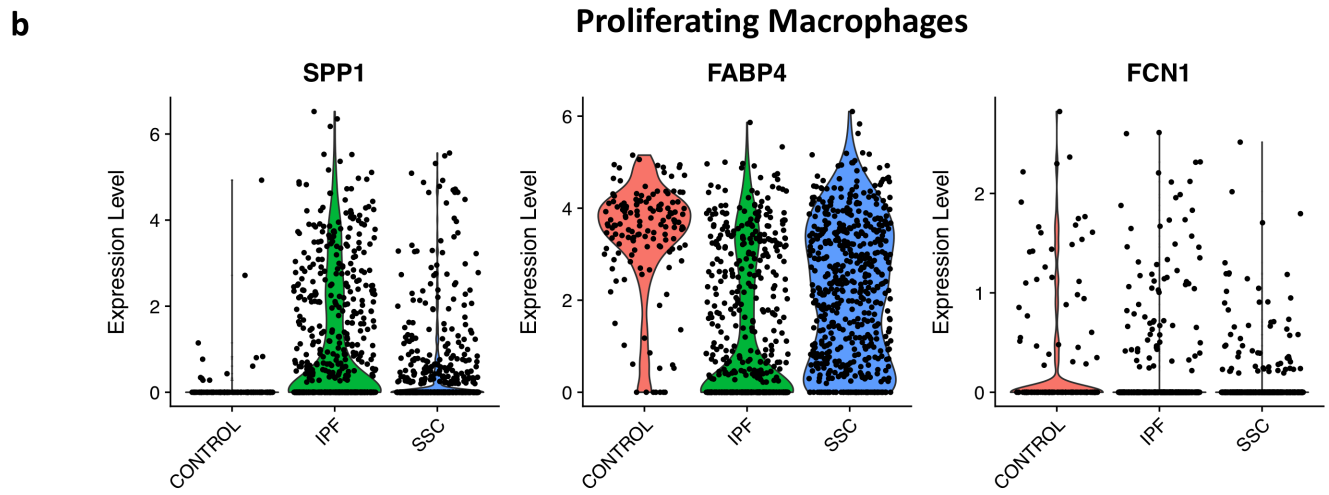 b
Proliferating Macrophages
SPP1
Expression Level
6
4
2
0
CONTROL
IPF
SSC
FABP4
Expression Level
6
4
2
0
CONTROL
IPF
SSC
FCN1
Expression Level
2
1
0
CONTROL
IPF
SSC